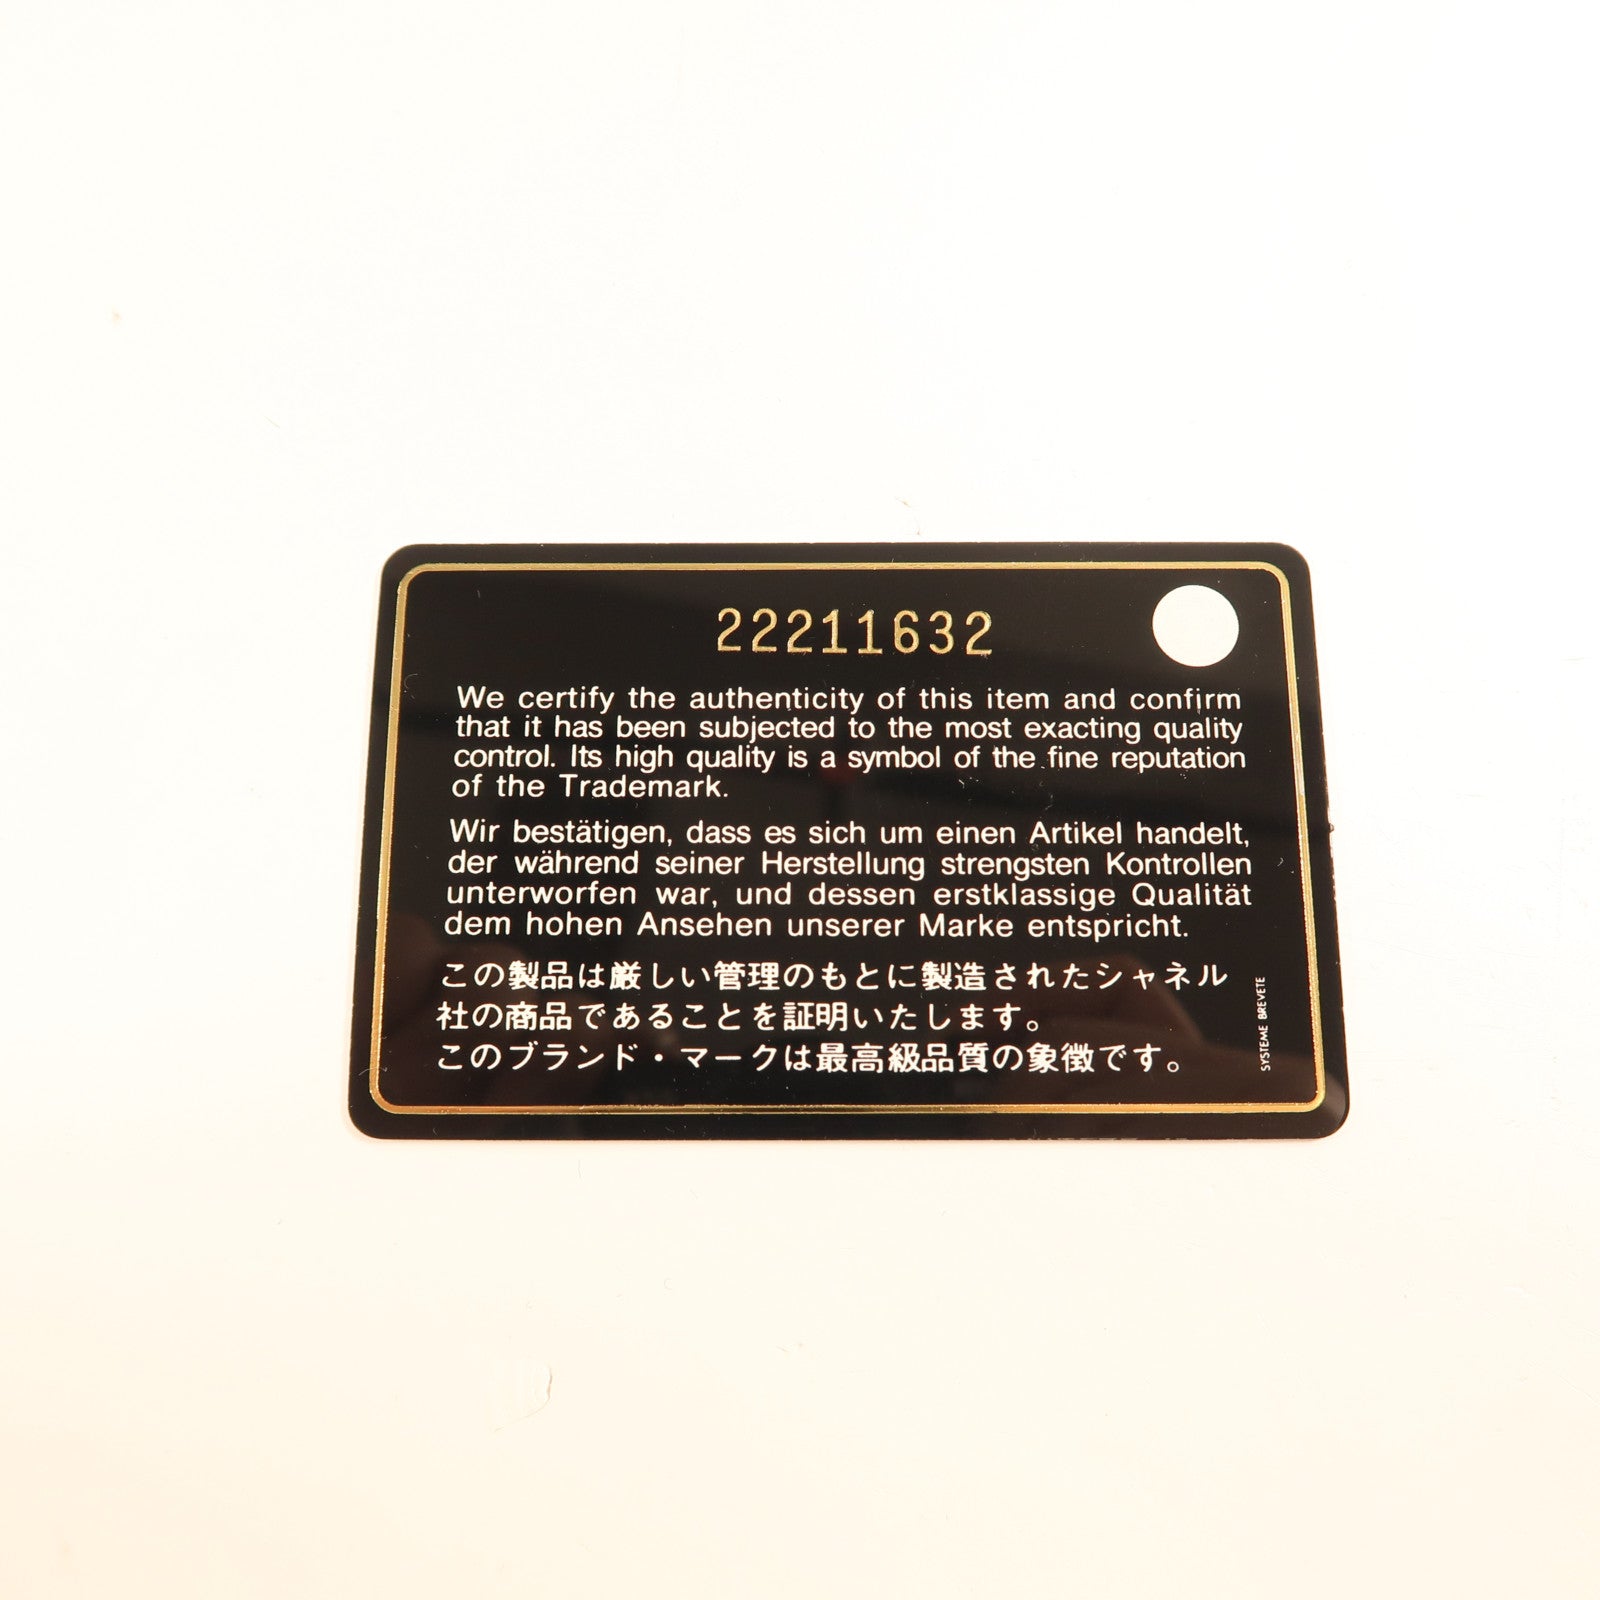 22211632
We certify the authenticity of this item and confirm
that it has been subjected to the most exacting quality
control. Its high quality is a symbol of the fine reputation
of the Trademark.
Wir bestätigen, dass es sich um einen Artikel handelt,
der während seiner Herstellung strengsten Kontrollen
unterworfen war, und dessen erstklassige Qualität
dem hohen Ansehen unserer Marke entspricht.
この製品は厳しい管理のもとに製造されたシャネル
社の商品であることを証明いたします。
このブランド・マークは最高級品質の象徴です。
SYSTEME BREVETE